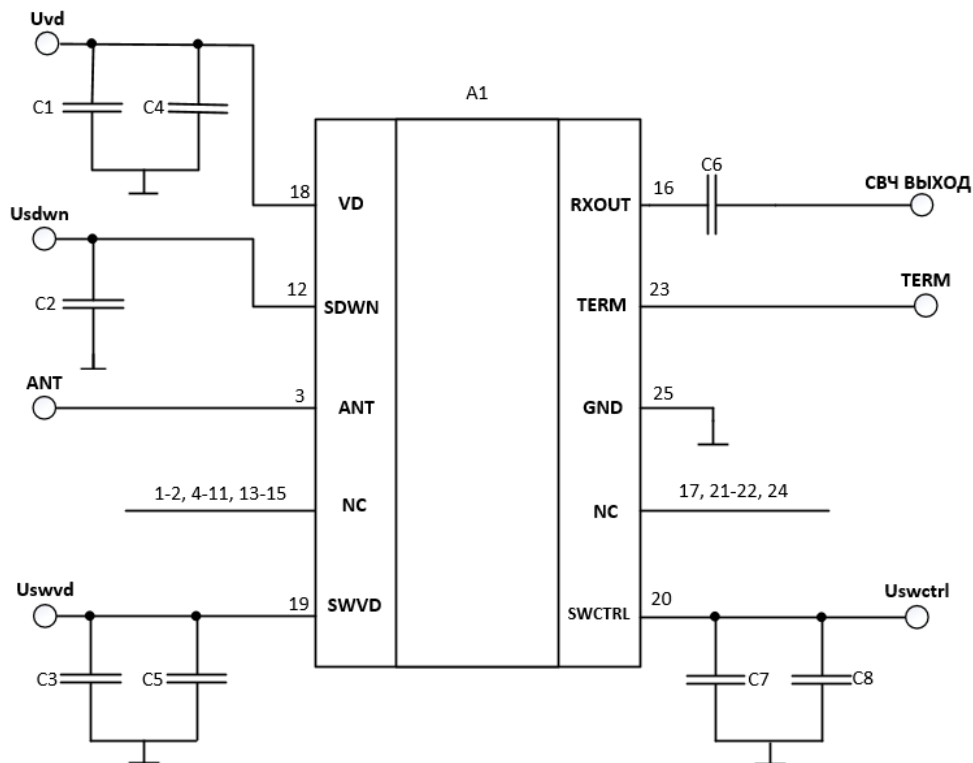 Uvd
C1
C4
A1
18
VD
RXOUT
16
C6
СВЧ ВЫХОД
Usdwn
C2
12
SDWN
TERM
23
TERM
ANT
3
ANT
GND
25
1-2, 4-11, 13-15
NC
NC
17, 21-22, 24
Uswvd
19
SWVD
SWCTRL
20
Uswctrl
C3
C5
C7
C8